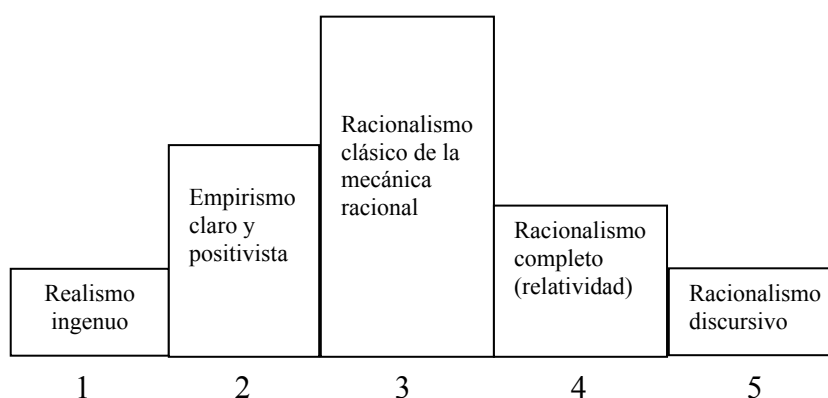 Racionalismo
clásico de la
mecánica
racional
Empirismo
claro y
positivista
Racionalismo
completo
(relatividad)
Realismo
ingenuo
Racionalismo
discursivo
1 2 3 4 5